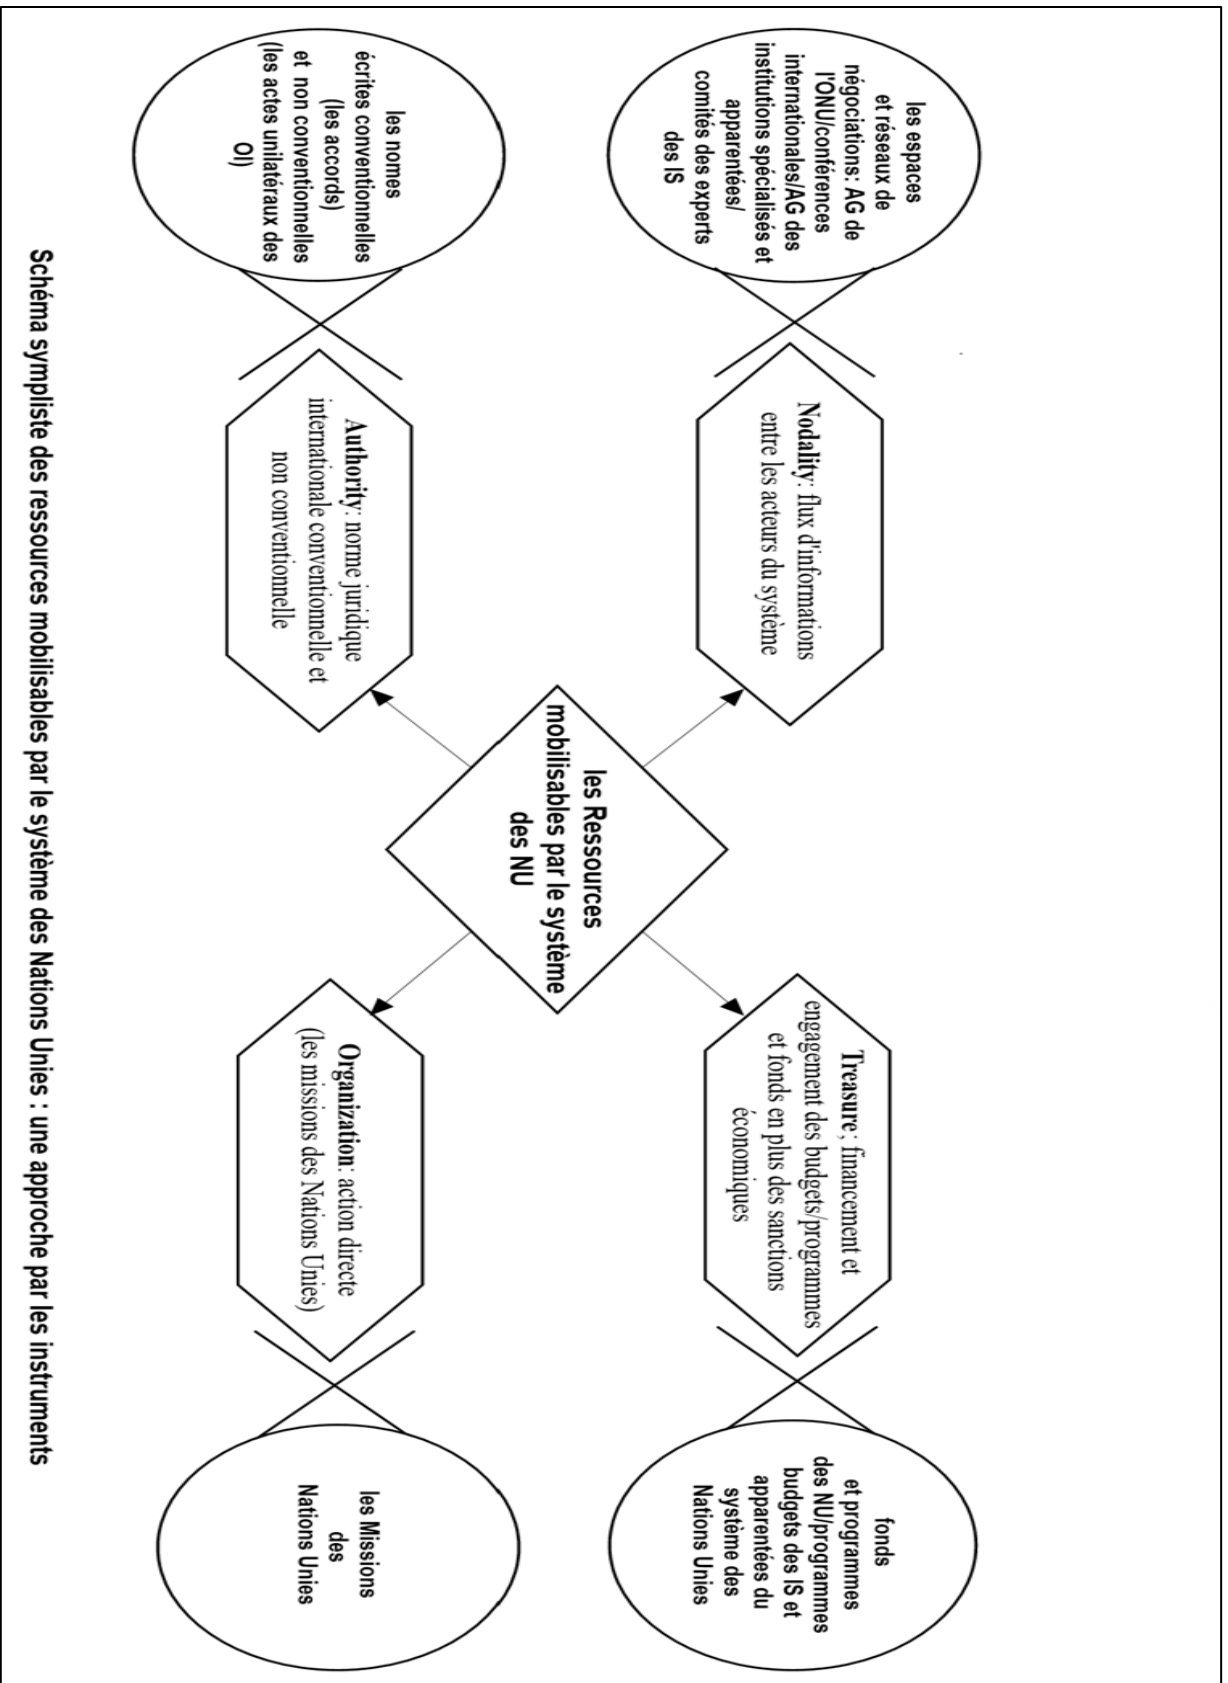 les espaces
et réseaux de
négociations: AG de
l'ONU/conférences
internationales/AG des
institutions spécialisés et
apparentées/
comités des experts
des IS
Nodality: flux d'informations
entre les acteurs du système
Treasure; financement et
engagement des budgets/programmes
et fonds en plus des sanctions
économiques
fonds
et programmes
des NU/programmes
budgets des IS et
apparentées du
système des
Nations Unies
les Ressources
mobilisables par le système
des NU
les nomes
écrites conventionnelles
(les accords)
et non conventionnelles
(les actes unilatéraux des
OI)
Authority: norme juridique
internationale conventionnelle et
non conventionnelle
Organization: action directe
(les missions des Nations Unies)
les Missions
des
Nations Unies
Schéma sympliste des ressources mobilisables par le système des Nations Unies : une approche par les instruments